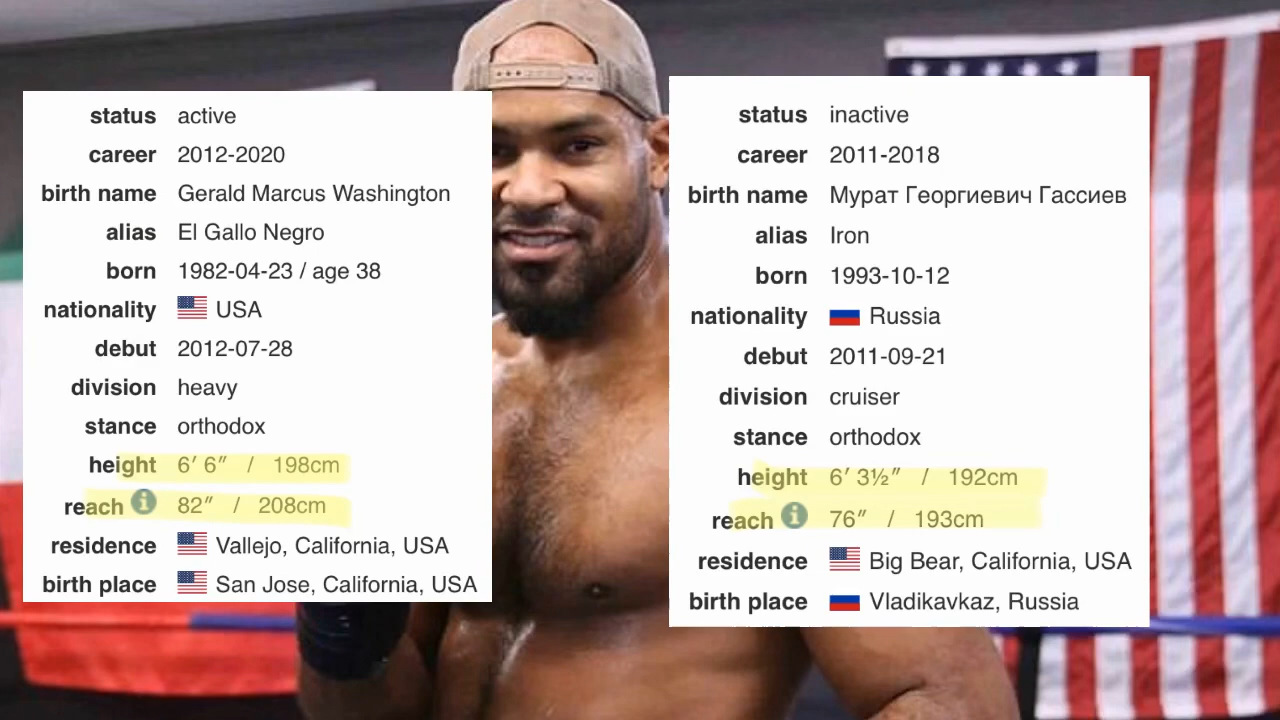 status active
career 2012-2020
birth name Gerald Marcus Washington
alias El Gallo Negro
born 1982-04-23 / age 38
nationality USA
debut 2012-07-28
division heavy
stance orthodox
height 6′ 6″ / 198cm
reach 82″ / 208cm
residence Vallejo, California, USA
birth place San Jose, California, USA
status inactive
career 2011-2018
birth name Мурат Георгиевич Гассиев
alias Iron
born 1993-10-12
nationality Russia
debut 2011-09-21
division cruiser
stance orthodox
height 6′ 3½″ / 192cm
reach 76″ / 193cm
residence Big Bear, California, USA
birth place Vladikavkaz, Russia